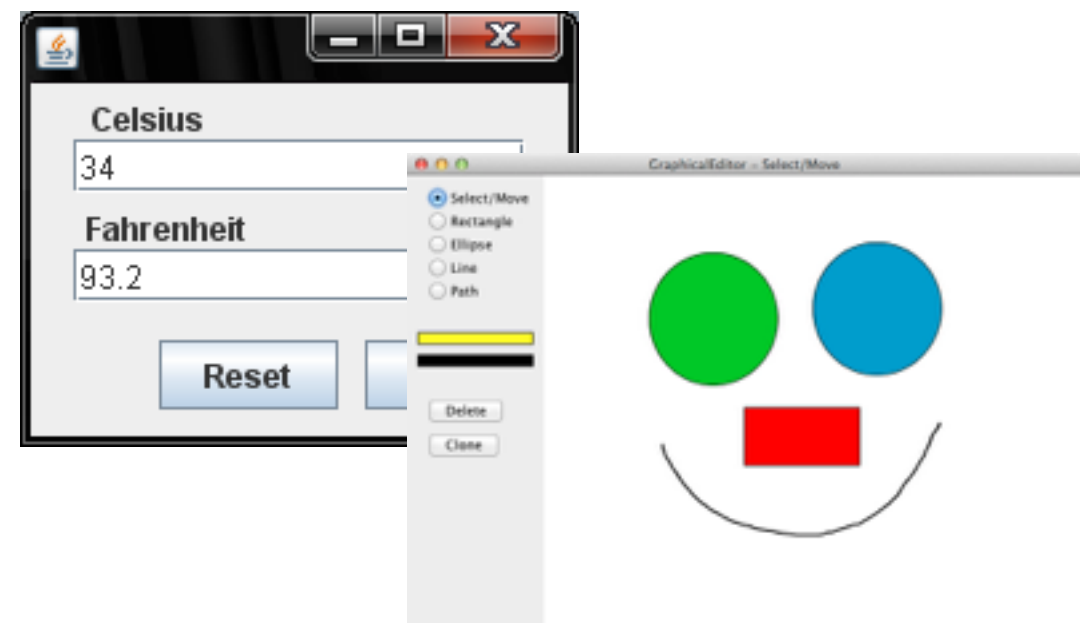 Celsius
34
Fahrenheit
93.2
Reset
GraphicalEditor - Select/Move
Select/Move
Rectangle
Ellipse
Line
Path
Delete
Clone